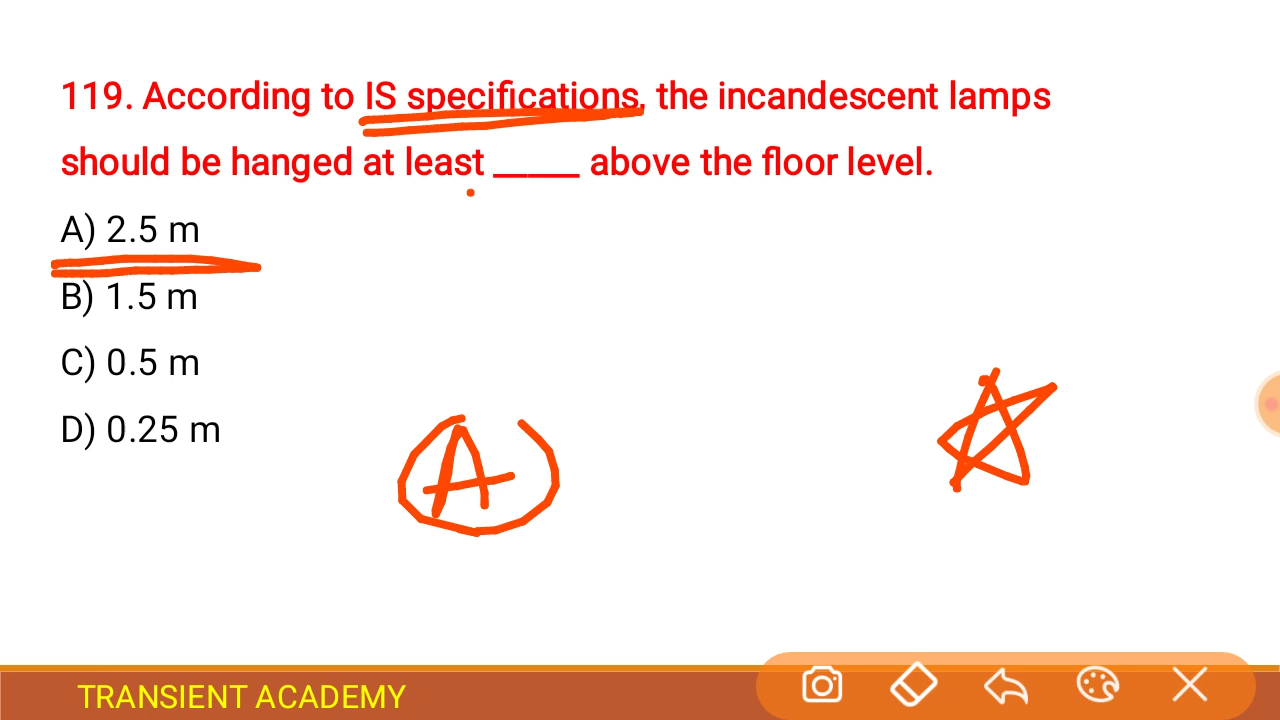 119. According to IS specifications, the incandescent lamps
should be hanged at least _____ above the floor level.
A) 2.5 m
B) 1.5 m
C) 0.5 m
D) 0.25 m
A
TRANSIENT ACADEMY